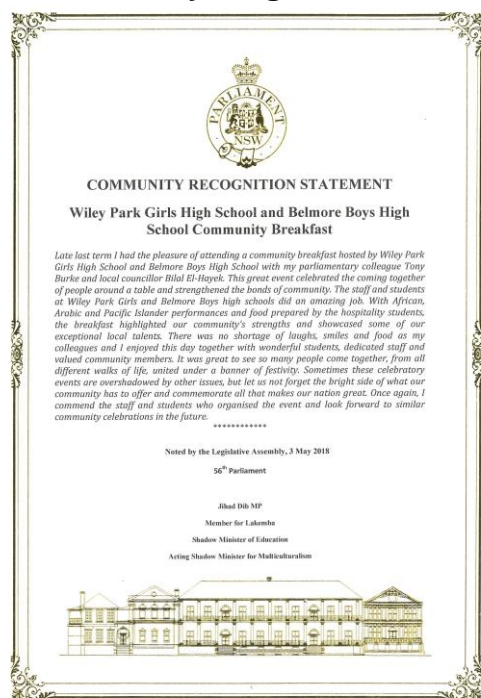 PARLIAMENT
NSW
COMMUNITY RECOGNITION STATEMENT
Wiley Park Girls High School and Belmore Boys High
School Community Breakfast
Late last term I had the pleasure of attending a community breakfast hosted by Wiley Park
Girls High School and Belmore Boys High School with my parliamentary colleague Tony
Burke and local councillor Bilal El-Hayek. This great event celebrated the coming together
of people around a table and strengthened the bonds of community. The staff and students
at Wiley Park Girls and Belmore Boys high schools did an amazing job. With African,
Arabic and Pacific Islander performances and food prepared by the hospitality students,
the breakfast highlighted our community's strengths and showcased some of our
exceptional local talents. There was no shortage of laughs, smiles and food as my
colleagues and I enjoyed this day together with wonderful students, dedicated staff and
valued community members. It was great to see so many people come together, from all
different walks of life, united under a banner of festivity. Sometimes these celebratory
events are overshadowed by other issues, but let us not forget the bright side of what our
community has to offer and commemorate all that makes our nation great. Once again, I
commend the staff and students who organised the event and look forward to similar
community celebrations in the future.
************
Noted by the Legislative Assembly, 3 May 2018
56th Parliament
Jihad Dib MP
Member for Lakemba
Shadow Minister of Education
Acting Shadow Minister for Multiculturalism